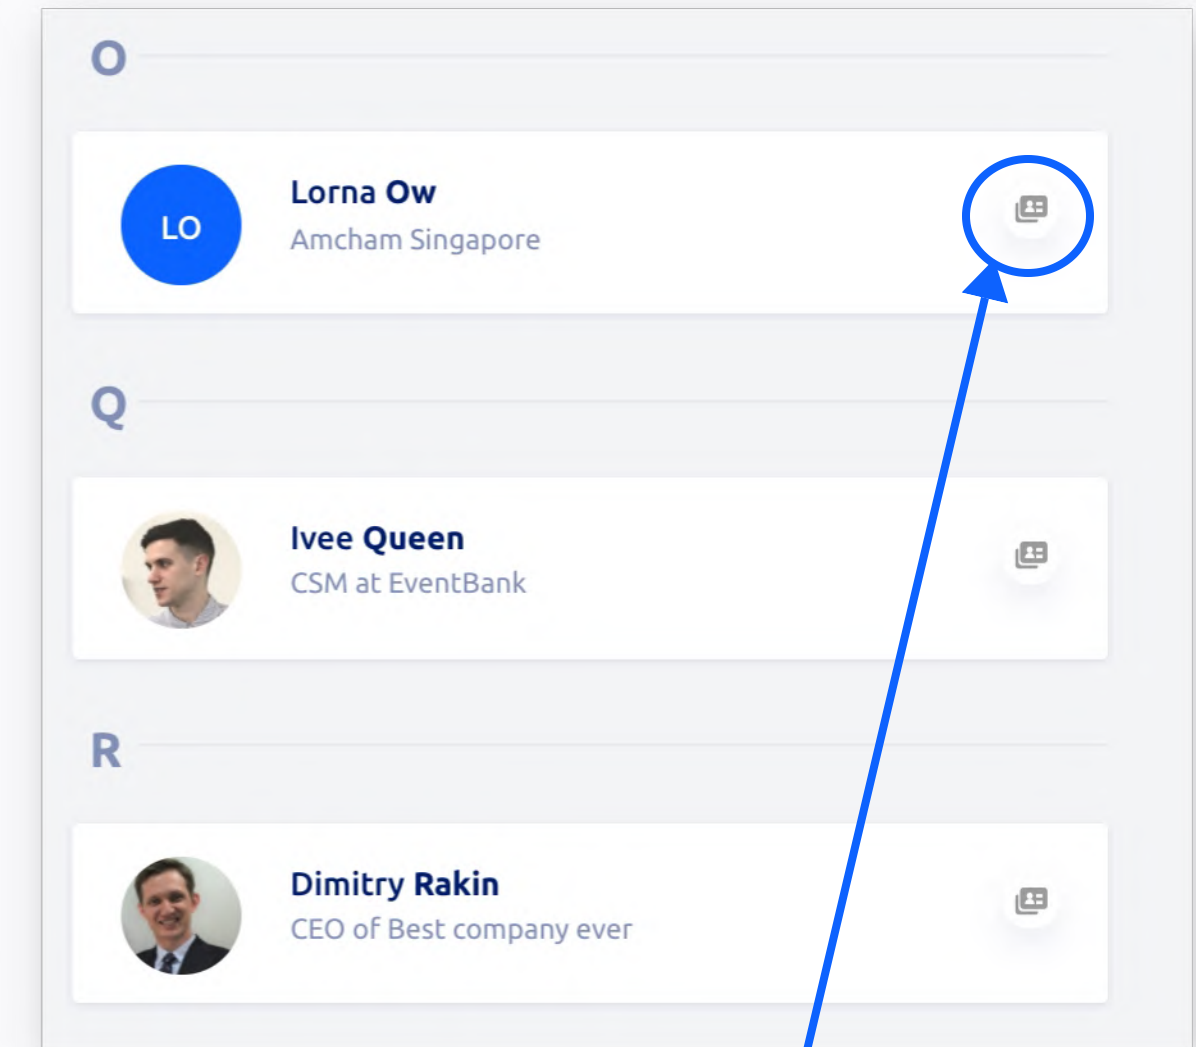 O
LO
Lorna Ow
Amcham Singapore
Q
Ivee Queen
CSM at EventBank
R
Dimitry Rakin
CEO of Best company ever